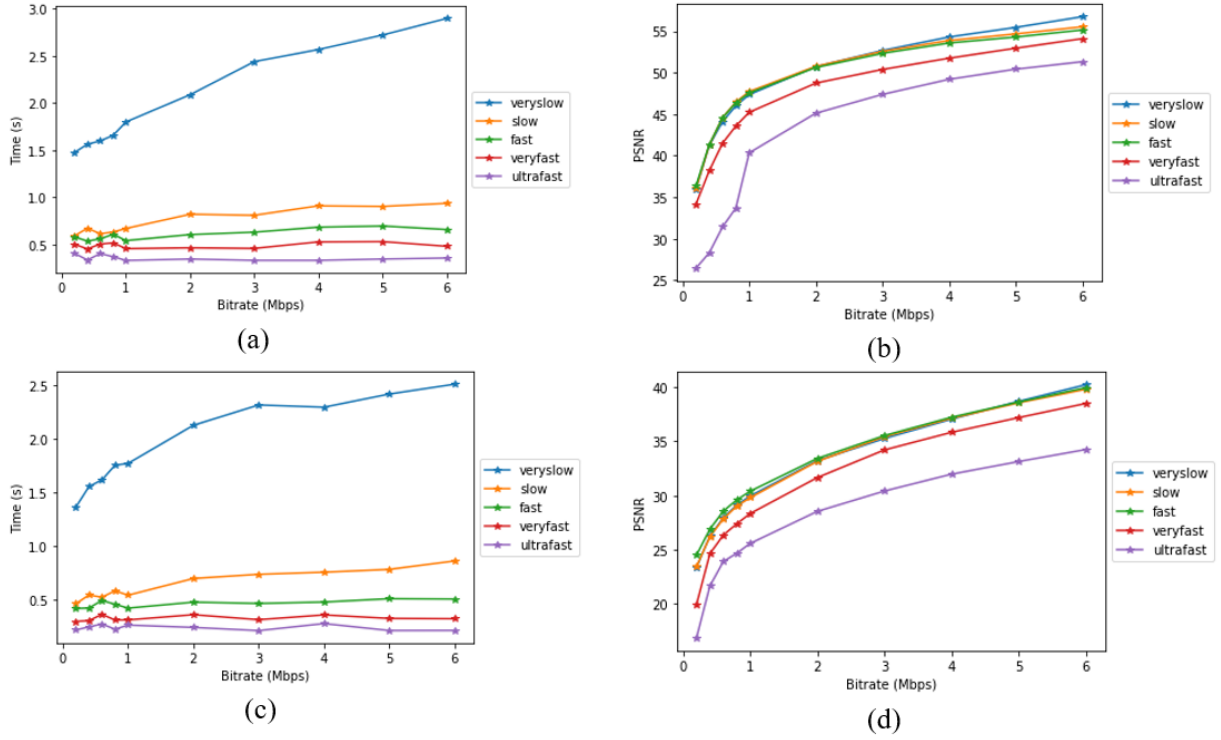 3.0
2.5
2.0
1.5
1.0
0.5
Time (s)
0 1 2 3 4 5 6
Bitrate (Mbps)
veryslow
slow
fast
veryfast
ultrafast
(a)
55
50
45
40
35
30
25
PSNR
0 1 2 3 4 5 6
Bitrate (Mbps)
veryslow
slow
fast
veryfast
ultrafast
(b)
2.5
2.0
1.5
1.0
0.5
Time (s)
0 1 2 3 4 5 6
Bitrate (Mbps)
veryslow
slow
fast
veryfast
ultrafast
(c)
40
35
30
25
20
PSNR
0 1 2 3 4 5 6
Bitrate (Mbps)
veryslow
slow
fast
veryfast
ultrafast
(d)